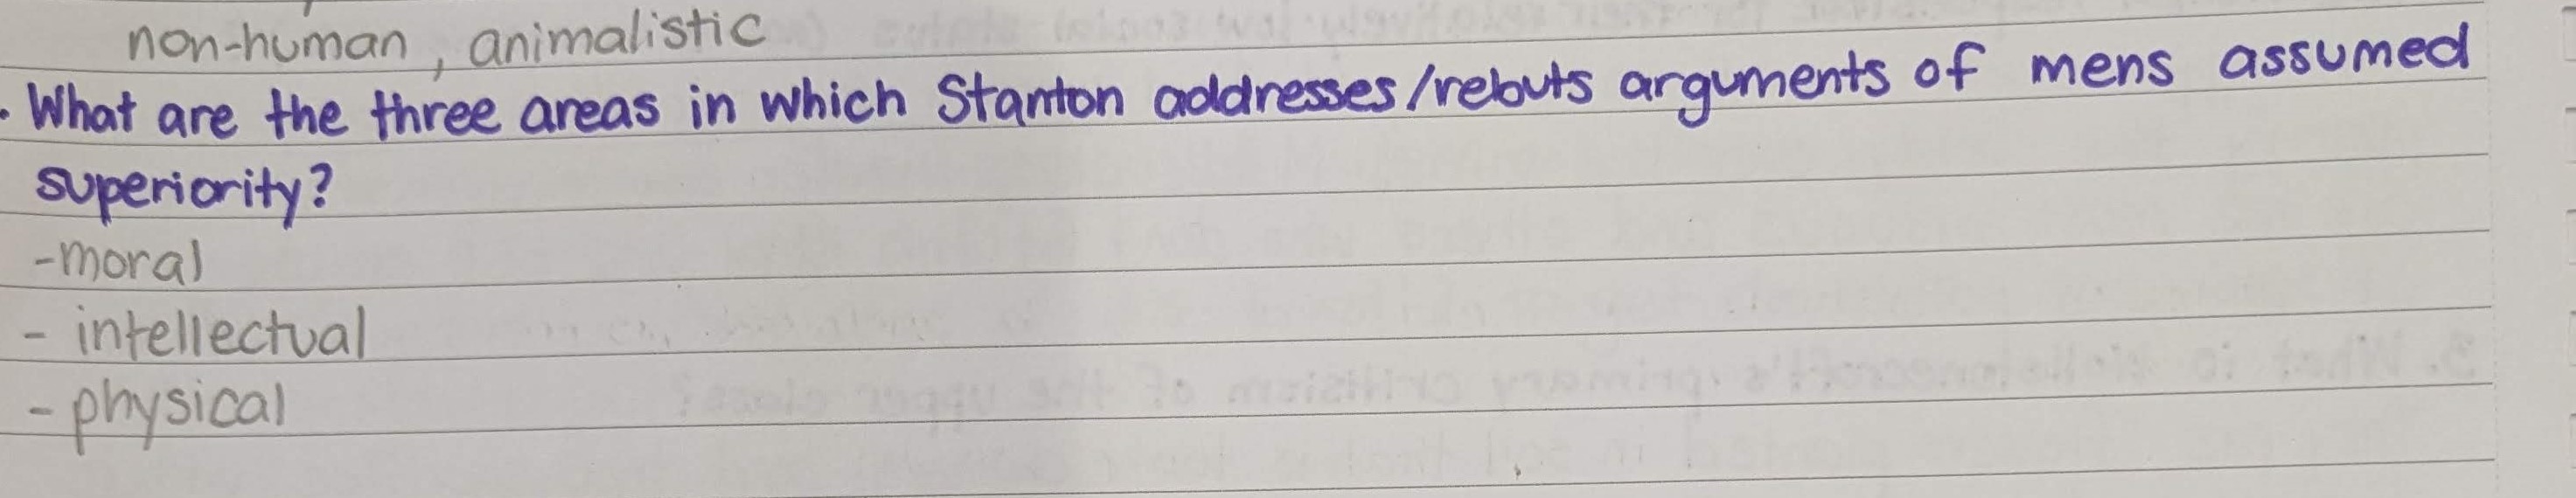 non-human, animalistic
. What are the three areas in which Stanton addresses/rebuts arguments of mens assumed
superiority?
-moral
- intellectual
- physical